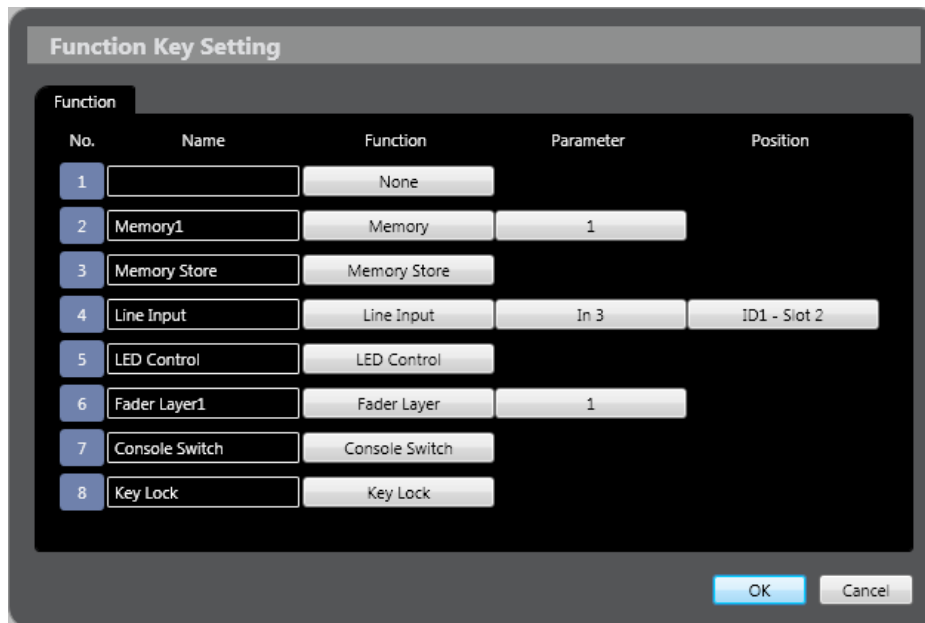 Function Key Setting
Function
No. Name Function Parameter Position
1 None
2 Memory1 Memory 1
3 Memory Store Memory Store
4 Line Input Line Input In 3 ID1 - Slot 2
5 LED Control LED Control
6 Fader Layer1 Fader Layer 1
7 Console Switch Console Switch
8 Key Lock Key Lock
OK Cancel